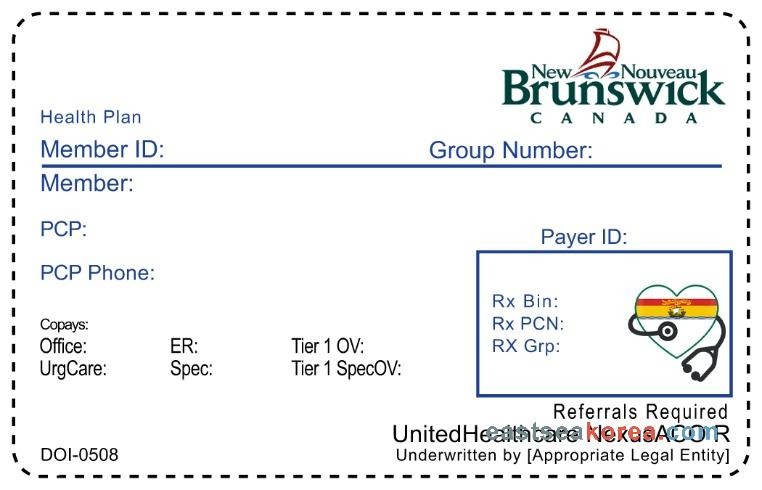 New Nouveau
Brunswick
CANADA
Health Plan
Member ID: Group Number:
Member:
PCP:
Payer ID:
PCP Phone:
Rx Bin:
Rx PCN:
RX Grp:
Copays:
Office: ER: Tier 1 OV:
UrgCare: Spec: Tier 1 SpecOV:
Referrals Required
UnitedHealthcare NexusACO R
eastseakorea.com
DOI-0508 Underwritten by [Appropriate Legal Entity]